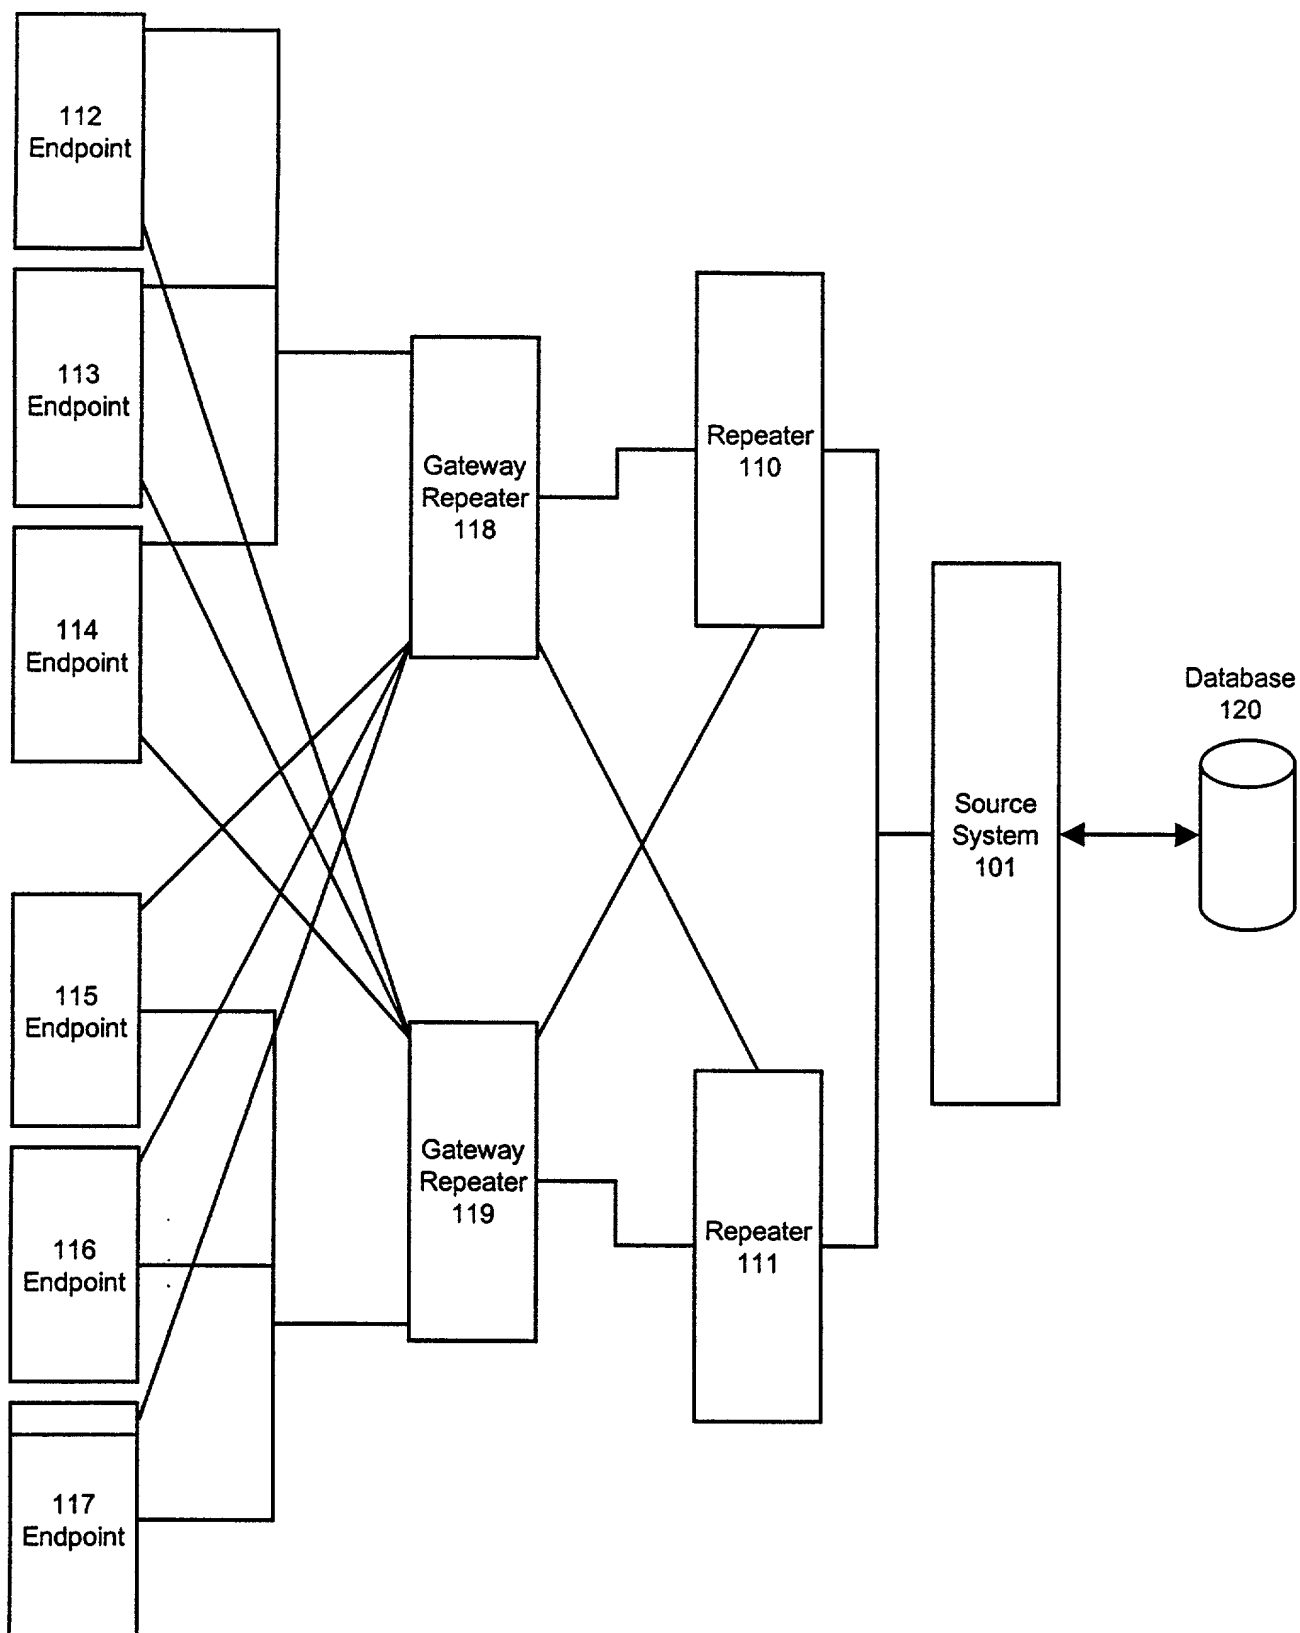 112
Endpoint
113
Endpoint
114
Endpoint
115
Endpoint
116
Endpoint
117
Endpoint
Gateway
Repeater
118
Gateway
Repeater
119
Repeater
110
Repeater
111
Source
System
101
Database
120